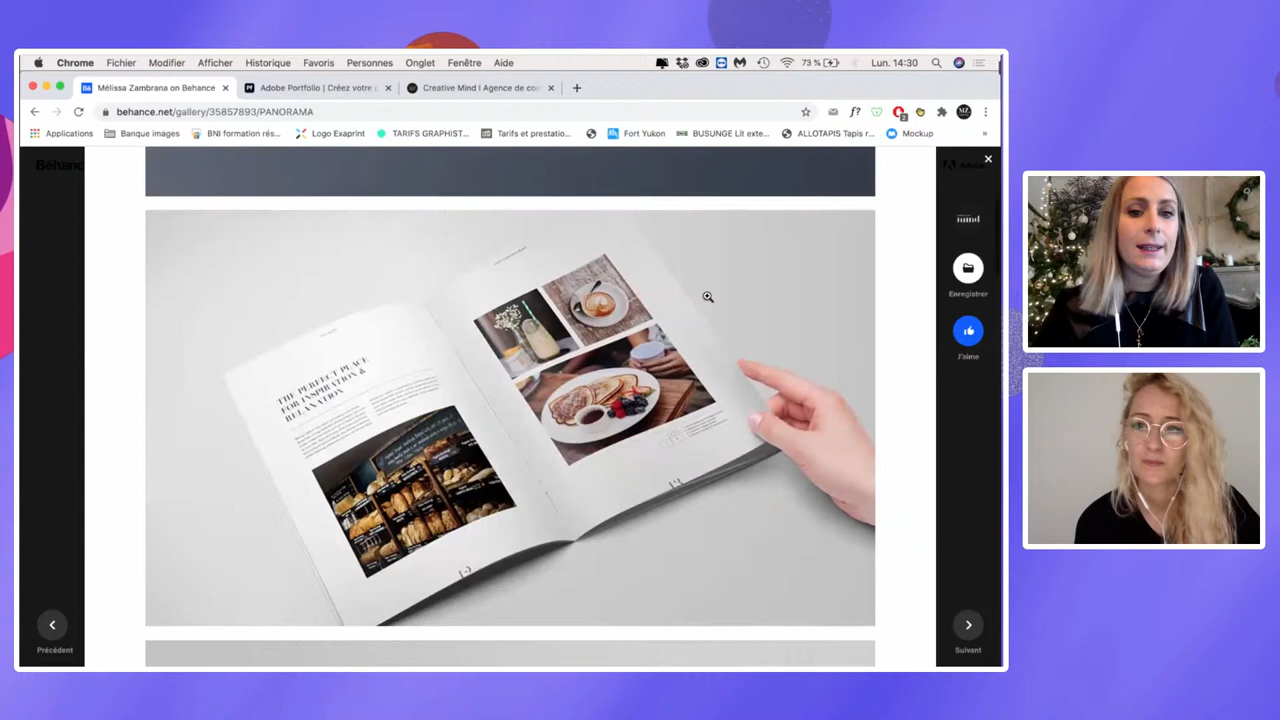 Chrome Fichier Modifier Afficher Historique Favoris Personnes Onglet Fenêtre Aide 73 % Lun. 14:30
Mélissa Zambrana on Behance Adobe Portfolio | Créez votre Creative Mind I Agence de co
behance.net/gallery/35857893/PANORAMA
Applications Banque images BNI formation rés... Logo Exaprint TARIFS GRAPHIST... Tarifs et prestatio... Fort Yukon BUSUNGE Lit exte... ALLOTAPIS Tapis r... Mockup »
Béhanc
mind
Enregistrer
J'aime
THE PERFECT PLACE
FOR INSPIRATION &
RELAXATION
Précédent
Suivant